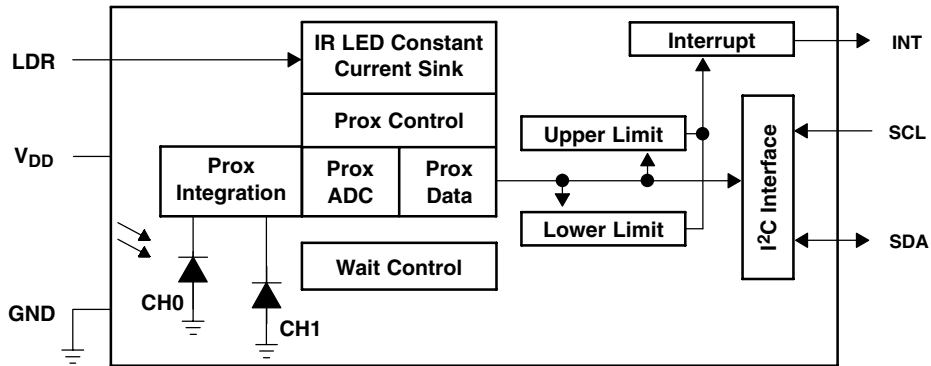 LDR
V_DD
GND
IR LED Constant
Current Sink
Prox Control
Prox
Integration
Prox
ADC
Prox
Data
Wait Control
CH0
CH1
Upper Limit
Lower Limit
Interrupt
I²C Interface
INT
SCL
SDA